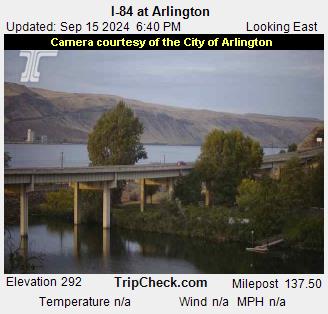 I-84 at Arlington
Updated: Sep 15 2024 6:40 PM Looking East
Camera courtesy of the City of Arlington
Elevation 292 TripCheck.com Milepost 137.50
Temperature n/a Wind n/a MPH n/a